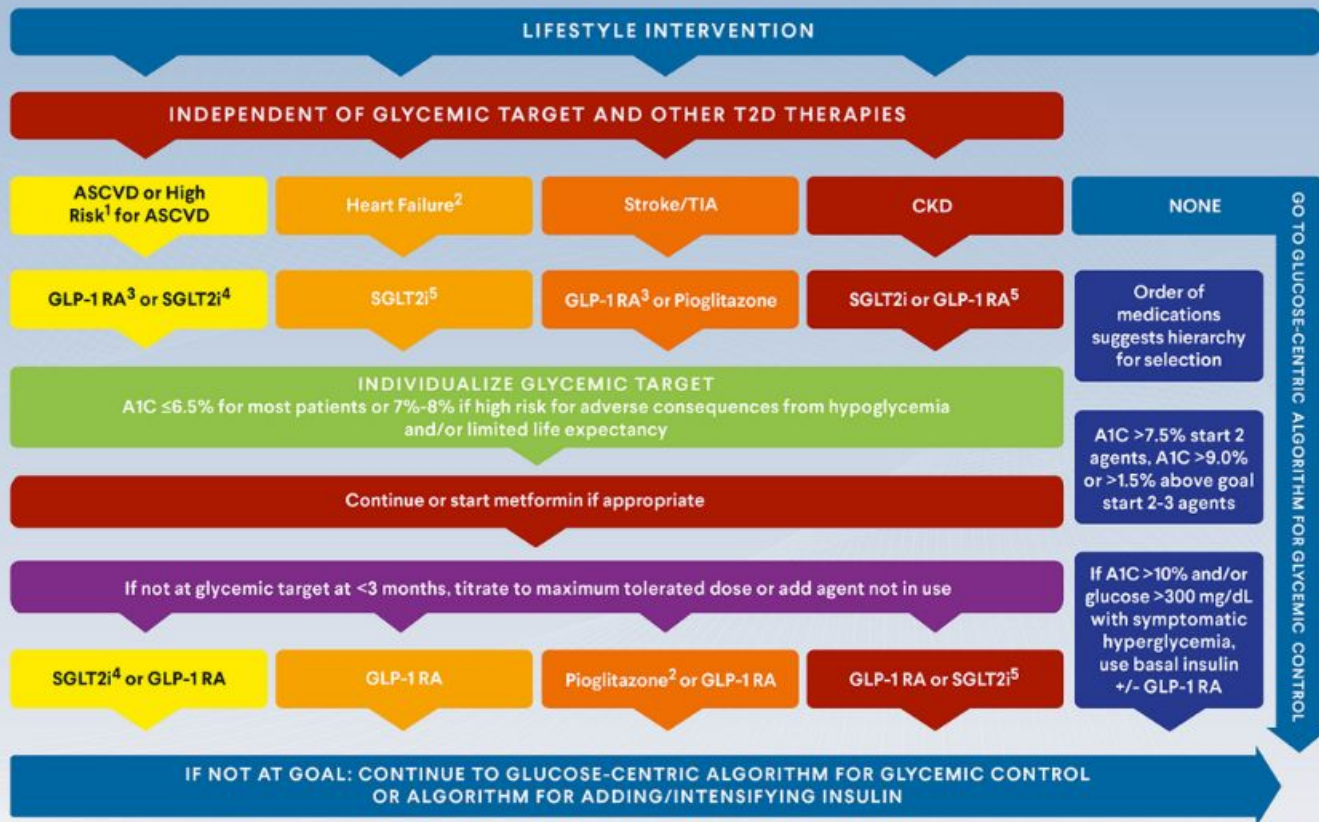 LIFESTYLE INTERVENTION
INDEPENDENT OF GLYCEMIC TARGET AND OTHER T2D THERAPIES
ASCVD or High
Risk¹ for ASCVD
Heart Failure²
Stroke/TIA
CKD
NONE
GLP-1 RA³ or SGLT2i⁴
SGLT2i⁵
GLP-1 RA³ or Pioglitazone
SGLT2i or GLP-1 RA⁵
Order of
medications
suggests hierarchy
for selection
INDIVIDUALIZE GLYCEMIC TARGET
A1C ≤6.5% for most patients or 7%-8% if high risk for adverse consequences from hypoglycemia
and/or limited life expectancy
A1C >7.5% start 2
agents, A1C >9.0%
or >1.5% above goal
start 2-3 agents
Continue or start metformin if appropriate
If not at glycemic target at <3 months, titrate to maximum tolerated dose or add agent not in use
If A1C >10% and/or
glucose >300 mg/dL
with symptomatic
hyperglycemia,
use basal insulin
+/- GLP-1 RA
SGLT2i⁴ or GLP-1 RA
GLP-1 RA
Pioglitazone² or GLP-1 RA
GLP-1 RA or SGLT2i⁵
GO TO GLUCOSE-CENTRIC ALGORITHM FOR GLYCEMIC CONTROL
IF NOT AT GOAL: CONTINUE TO GLUCOSE-CENTRIC ALGORITHM FOR GLYCEMIC CONTROL
OR ALGORITHM FOR ADDING/INTENSIFYING INSULIN